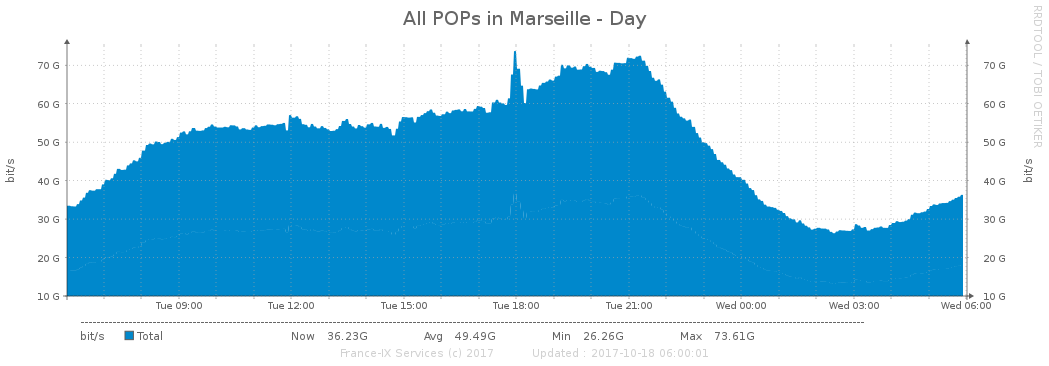 All POPs in Marseille - Day
RRDTOOL / TOBI OETIKER
bit/s
70 G
60 G
50 G
40 G
30 G
20 G
10 G
70 G
60 G
50 G
40 G
30 G
20 G
10 G
bit/s
Tue 09:00 Tue 12:00 Tue 15:00 Tue 18:00 Tue 21:00 Wed 00:00 Wed 03:00 Wed 06:00
bit/s Total Now 36.23G Avg 49.49G Min 26.26G Max 73.61G
France-IX Services (c) 2017 Updated : 2017-10-18 06:00:01